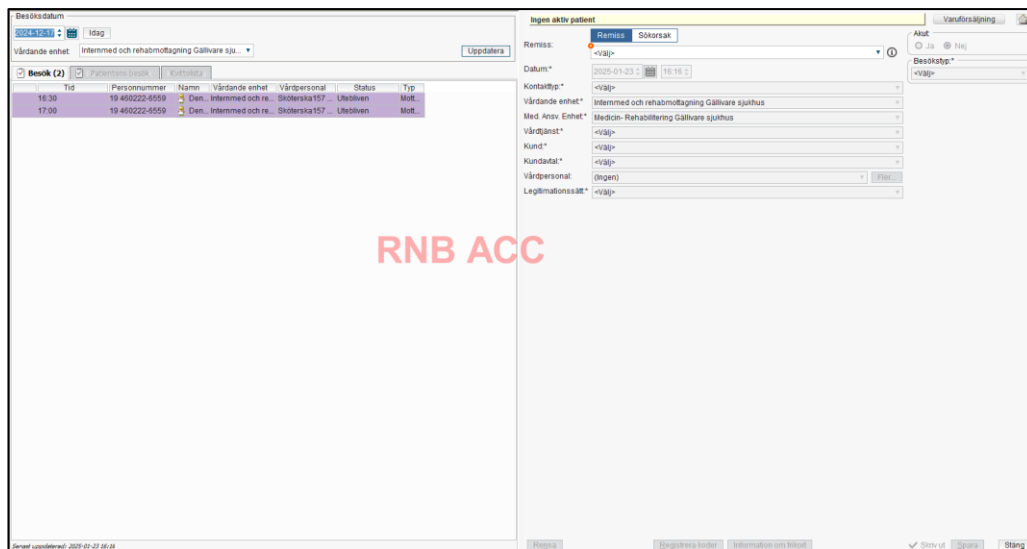 Besöksdatum
2024-12-17 Idag
Vårdande enhet: Internmed och rehabmottagning Gällivare sju... Uppdatera
Besök (2) Patientens besök Kvittolista
Tid Personnummer Namn Vårdande enhet Vårdpersonal Status Typ
16:30 19 460222-6559 Den... Internmed och re... Sköterska157 ... Utebliven Mott...
17:00 19 460222-6559 Den... Internmed och re... Sköterska157 ... Utebliven Mott...
Senast uppdaterad: 2025-01-23 16:16
RNB ACC
Ingen aktiv patient Varuförsäljning
Remiss Sökorsak
Remiss: <Välj>
Datum:* 2025-01-23 16:16
Kontakttyp:* <Välj>
Vårdande enhet:* Internmed och rehabmottagning Gällivare sjukhus
Med. Ansv. Enhet:* Medicin- Rehabilitering Gällivare sjukhus
Vårdtjänst:* <Välj>
Kund:* <Välj>
Kundavtal:* <Välj>
Vårdpersonal: (Ingen) Fler...
Legitimationssätt:* <Välj>
Akut:
Ja Nej
Besökstyp:*
<Välj>
Rensa Registrera koder Information om frikort Skriv ut Spara Stäng